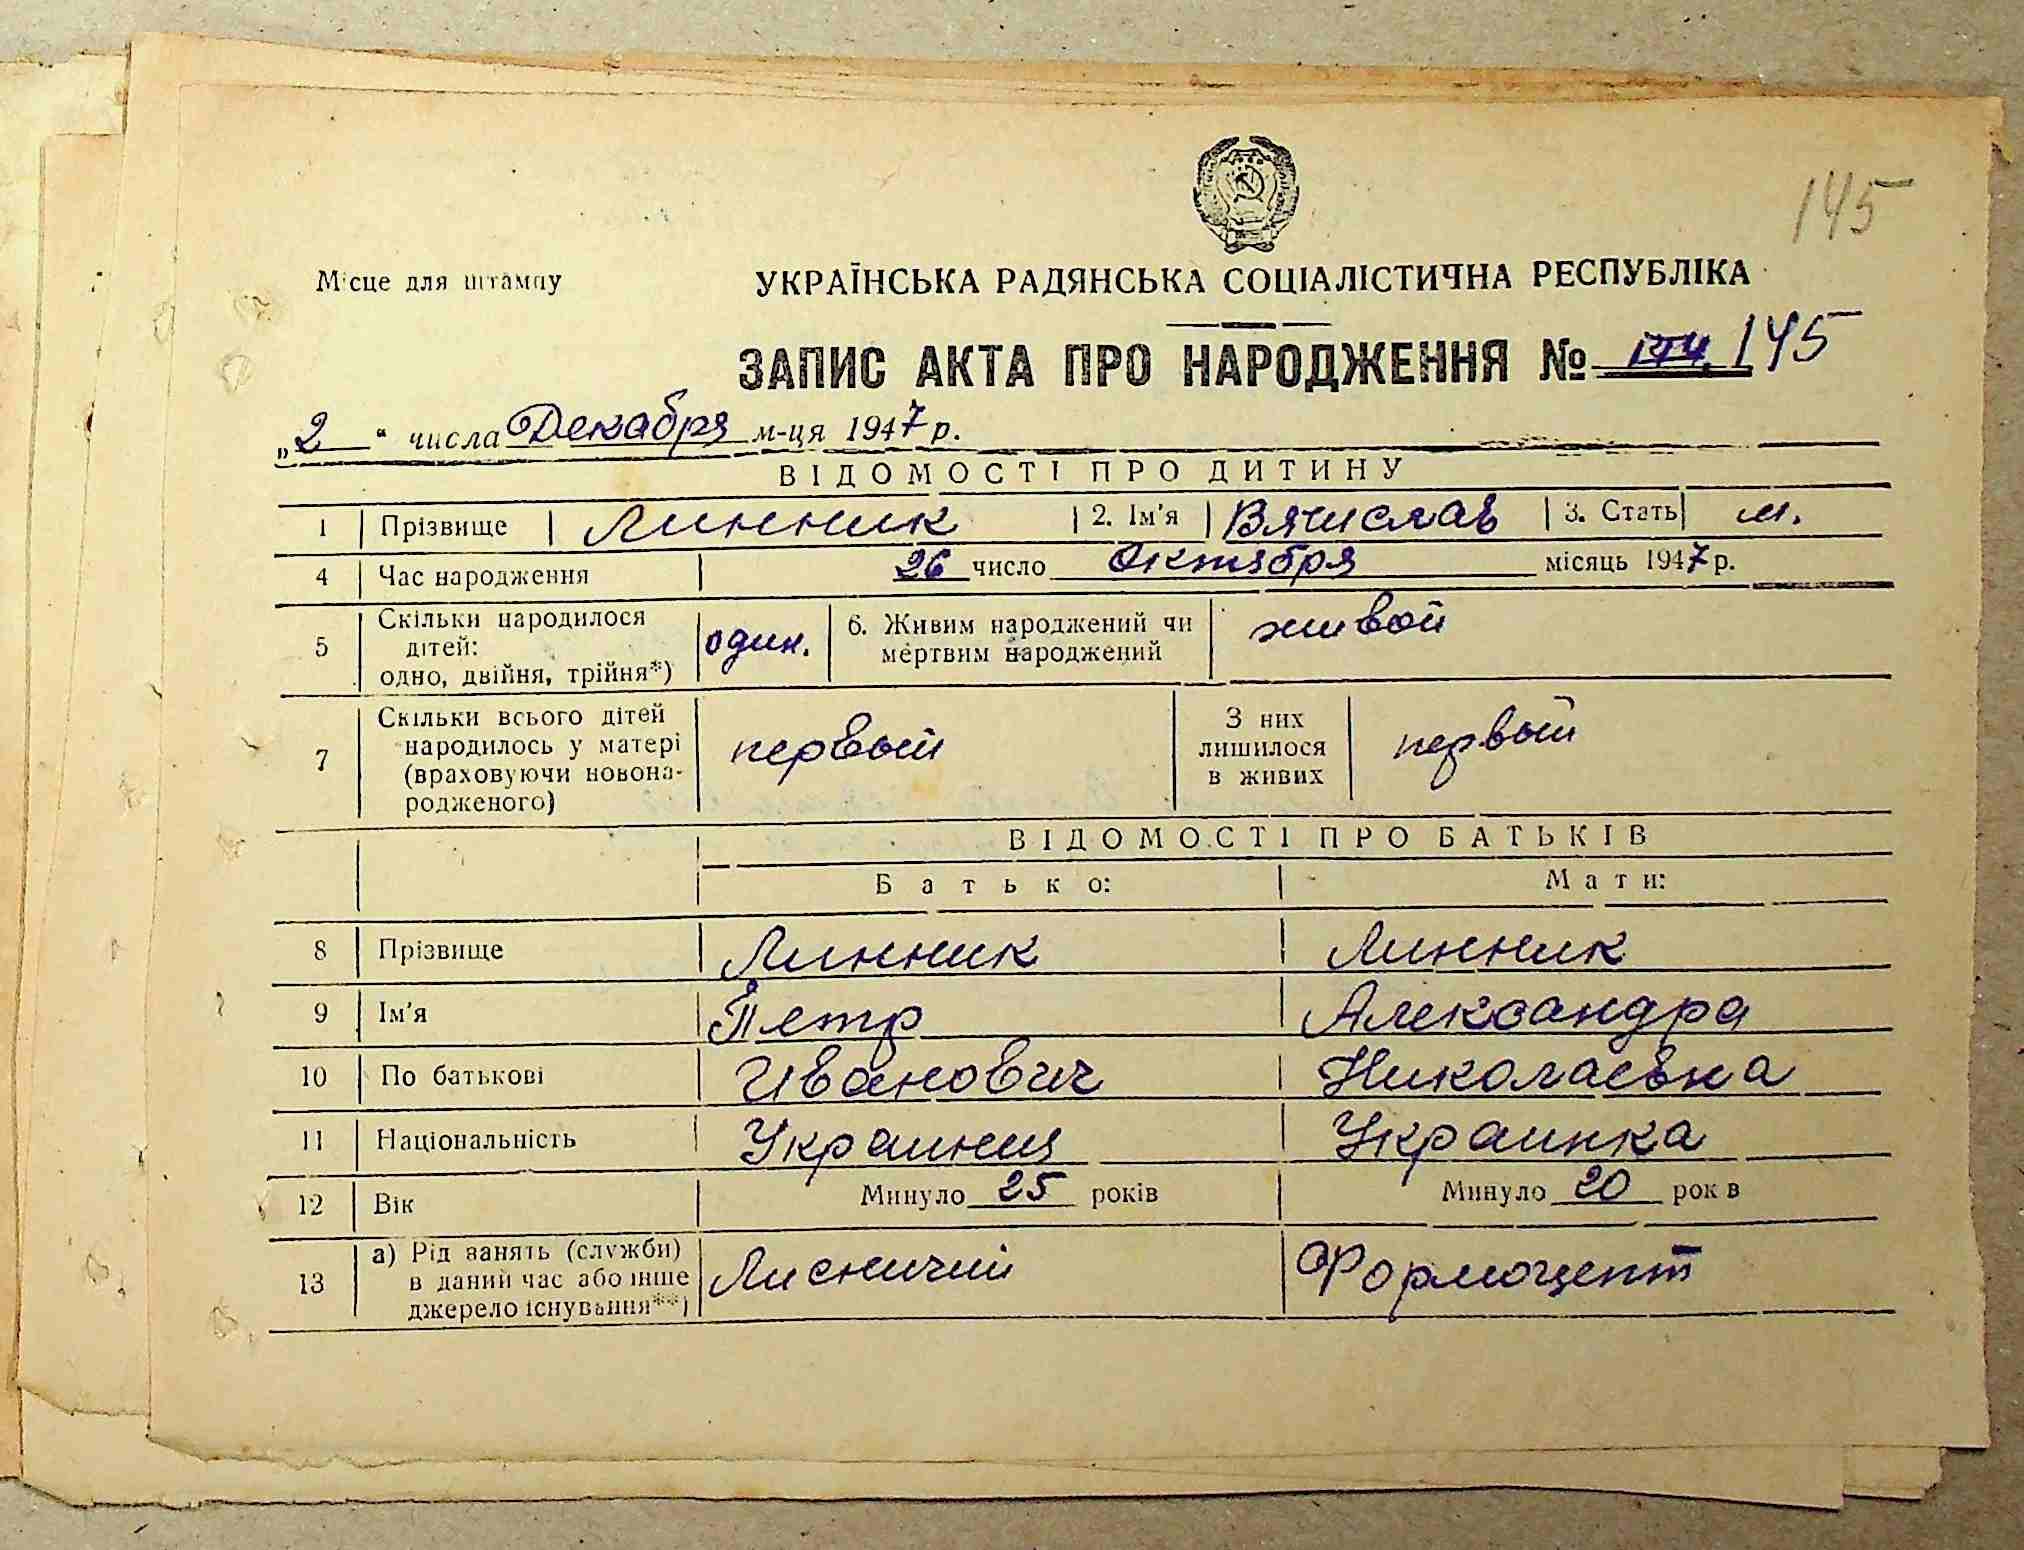 145
Місце для штампу
УКРАЇНСЬКА РАДЯНСЬКА СОЦІАЛІСТИЧНА РЕСПУБЛІКА
ЗАПИС АКТА ПРО НАРОДЖЕННЯ № 144 145
„2“ числа Декабря м-ця 1947 р.
ВІДОМОСТІ ПРО ДИТИНУ
1 Прізвище Линник 2. Ім'я Вячислав 3. Стать м.
4 Час народження 26 число Октября місяць 1947 р.
5 Скільки народилося дітей: одно, двійня, трійня*) один. 6. Живим народжений чи мертвим народжений живой
7 Скільки всього дітей народилось у матері (враховуючи новонародженого) первый З них лишилося в живих первый
ВІДОМОСТІ ПРО БАТЬКІВ
Батько: Мати:
8 Прізвище Линник Линник
9 Ім'я Петр Александра
10 По батькові Иванович Николаевна
11 Національність Украинец Украинка
12 Вік Минуло 25 років Минуло 20 рок в
13 а) Рід занять (служби) в даний час або інше джерело існування**) Лисничий Формоцепт